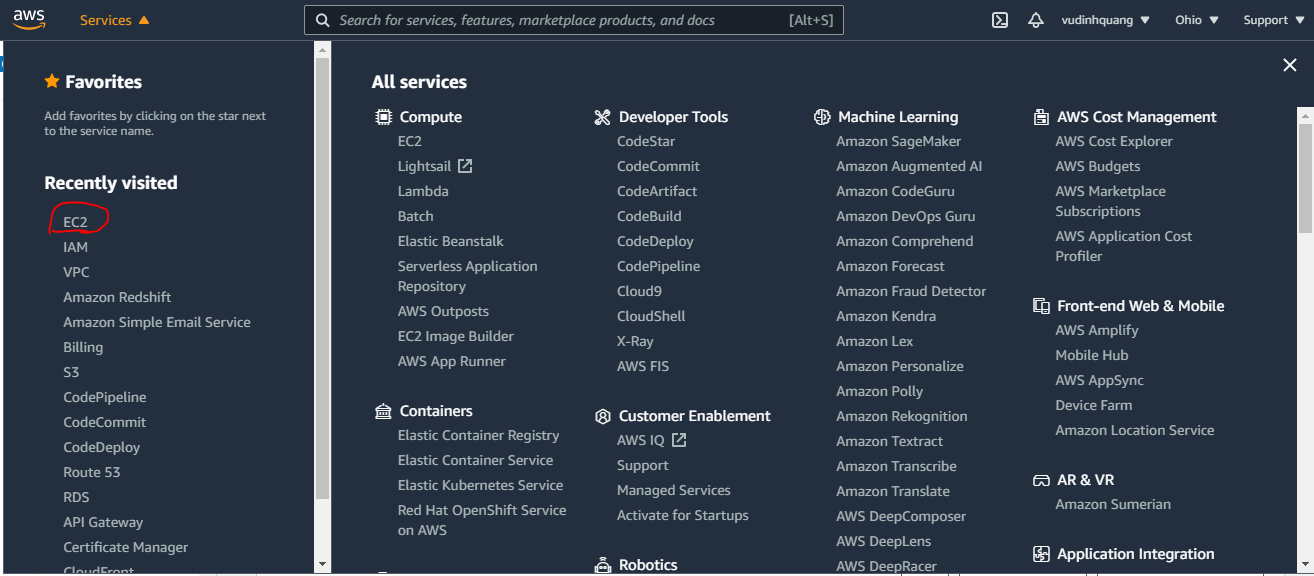 aws
Services
Search for services, features, marketplace products, and docs
[Alt+S]
vudinhquang
Ohio
Support
Favorites
Add favorites by clicking on the star next
to the service name.
Recently visited
EC2
IAM
VPC
Amazon Redshift
Amazon Simple Email Service
Billing
S3
CodePipeline
CodeCommit
CodeDeploy
Route 53
RDS
API Gateway
Certificate Manager
CloudFront
All services
Compute
EC2
Lightsail
Lambda
Batch
Elastic Beanstalk
Serverless Application
Repository
AWS Outposts
EC2 Image Builder
AWS App Runner
Containers
Elastic Container Registry
Elastic Container Service
Elastic Kubernetes Service
Red Hat OpenShift Service
on AWS
Developer Tools
CodeStar
CodeCommit
CodeArtifact
CodeBuild
CodeDeploy
CodePipeline
Cloud9
CloudShell
X-Ray
AWS FIS
Customer Enablement
AWS IQ
Support
Managed Services
Activate for Startups
Robotics
Machine Learning
Amazon SageMaker
Amazon Augmented AI
Amazon CodeGuru
Amazon DevOps Guru
Amazon Comprehend
Amazon Forecast
Amazon Fraud Detector
Amazon Kendra
Amazon Lex
Amazon Personalize
Amazon Polly
Amazon Rekognition
Amazon Textract
Amazon Transcribe
Amazon Translate
AWS DeepComposer
AWS DeepLens
AWS DeepRacer
AWS Cost Management
AWS Cost Explorer
AWS Budgets
AWS Marketplace
Subscriptions
AWS Application Cost
Profiler
Front-end Web & Mobile
AWS Amplify
Mobile Hub
AWS AppSync
Device Farm
Amazon Location Service
AR & VR
Amazon Sumerian
Application Integration